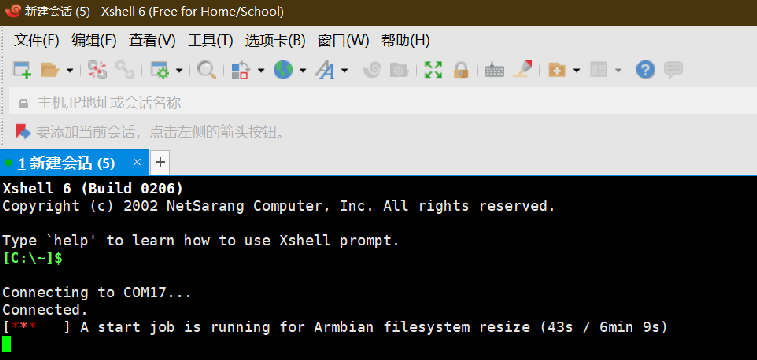 新建会话 (5) - Xshell 6 (Free for Home/School)
文件(F) 编辑(E) 查看(V) 工具(T) 选项卡(B) 窗口(W) 帮助(H)
主机,IP地址或会话名称
要添加当前会话，点击左侧的箭头按钮。
1 新建会话 (5) × +
Xshell 6 (Build 0206)
Copyright (c) 2002 NetSarang Computer, Inc. All rights reserved.
Type `help' to learn how to use Xshell prompt.
[C:\~]$
Connecting to COM17...
Connected.
[*** ] A start job is running for Armbian filesystem resize (43s / 6min 9s)